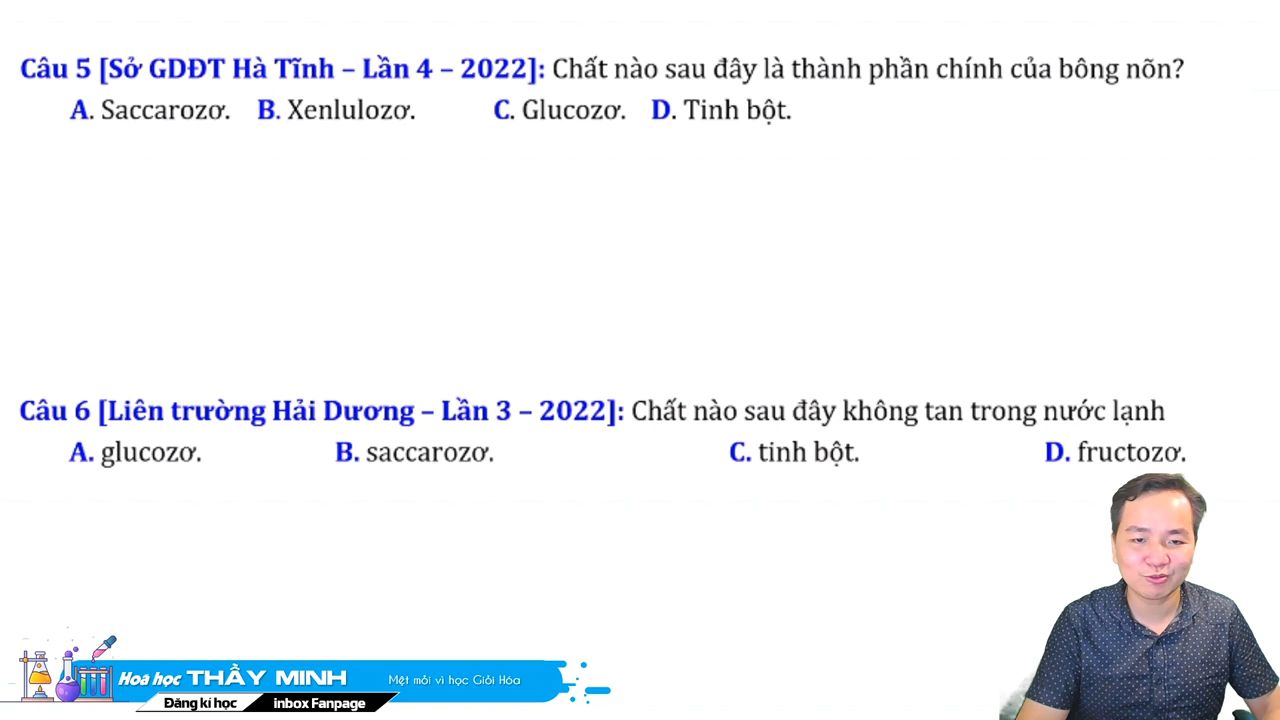 Câu 5 [Sở GDĐT Hà Tĩnh – Lần 4 – 2022]: Chất nào sau đây là thành phần chính của bông nõn?
A. Saccarozơ. B. Xenlulozơ. C. Glucozơ. D. Tinh bột.
Câu 6 [Liên trường Hải Dương – Lần 3 – 2022]: Chất nào sau đây không tan trong nước lạnh
A. glucozơ. B. saccarozơ. C. tinh bột. D. fructozơ.
Hoá học THẦY MINH Mệt mỏi vì học Giỏi Hóa
Đăng kí học inbox Fanpage